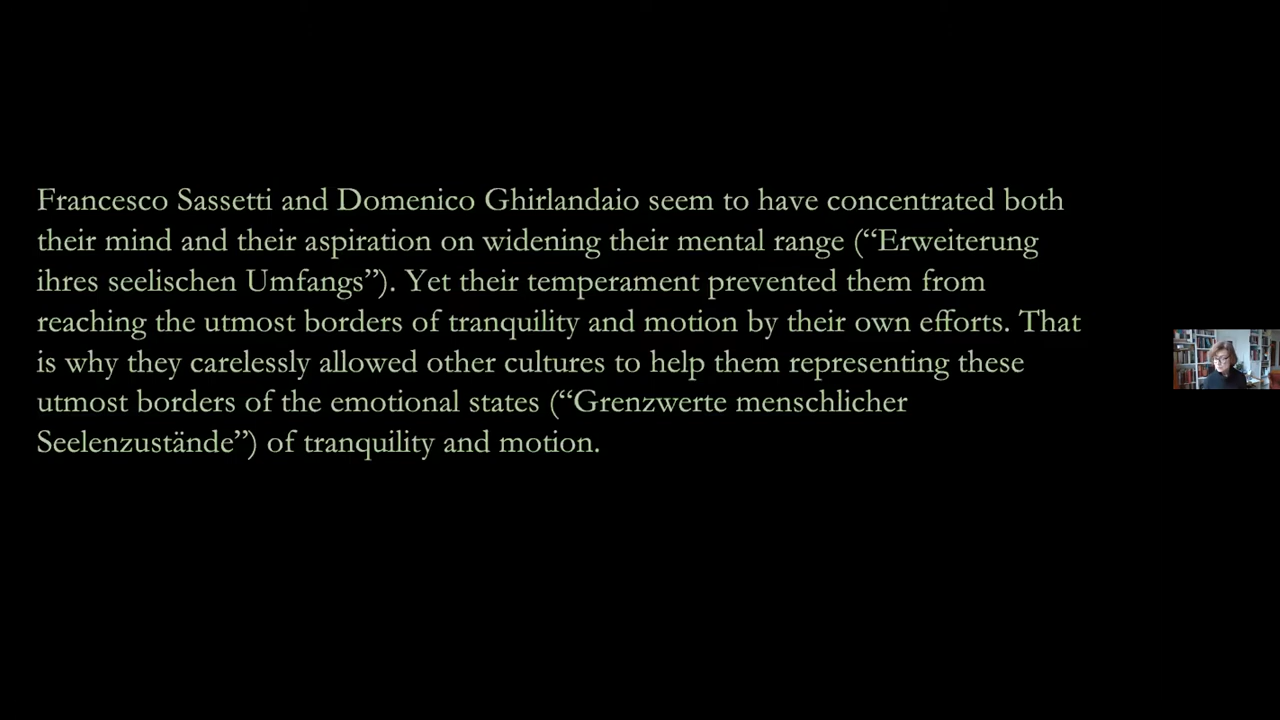 Francesco Sassetti and Domenico Ghirlandaio seem to have concentrated both
their mind and their aspiration on widening their mental range (“Erweiterung
ihres seelischen Umfangs”). Yet their temperament prevented them from
reaching the utmost borders of tranquility and motion by their own efforts. That
is why they carelessly allowed other cultures to help them representing these
utmost borders of the emotional states (“Grenzwerte menschlicher
Seelenzustände”) of tranquility and motion.